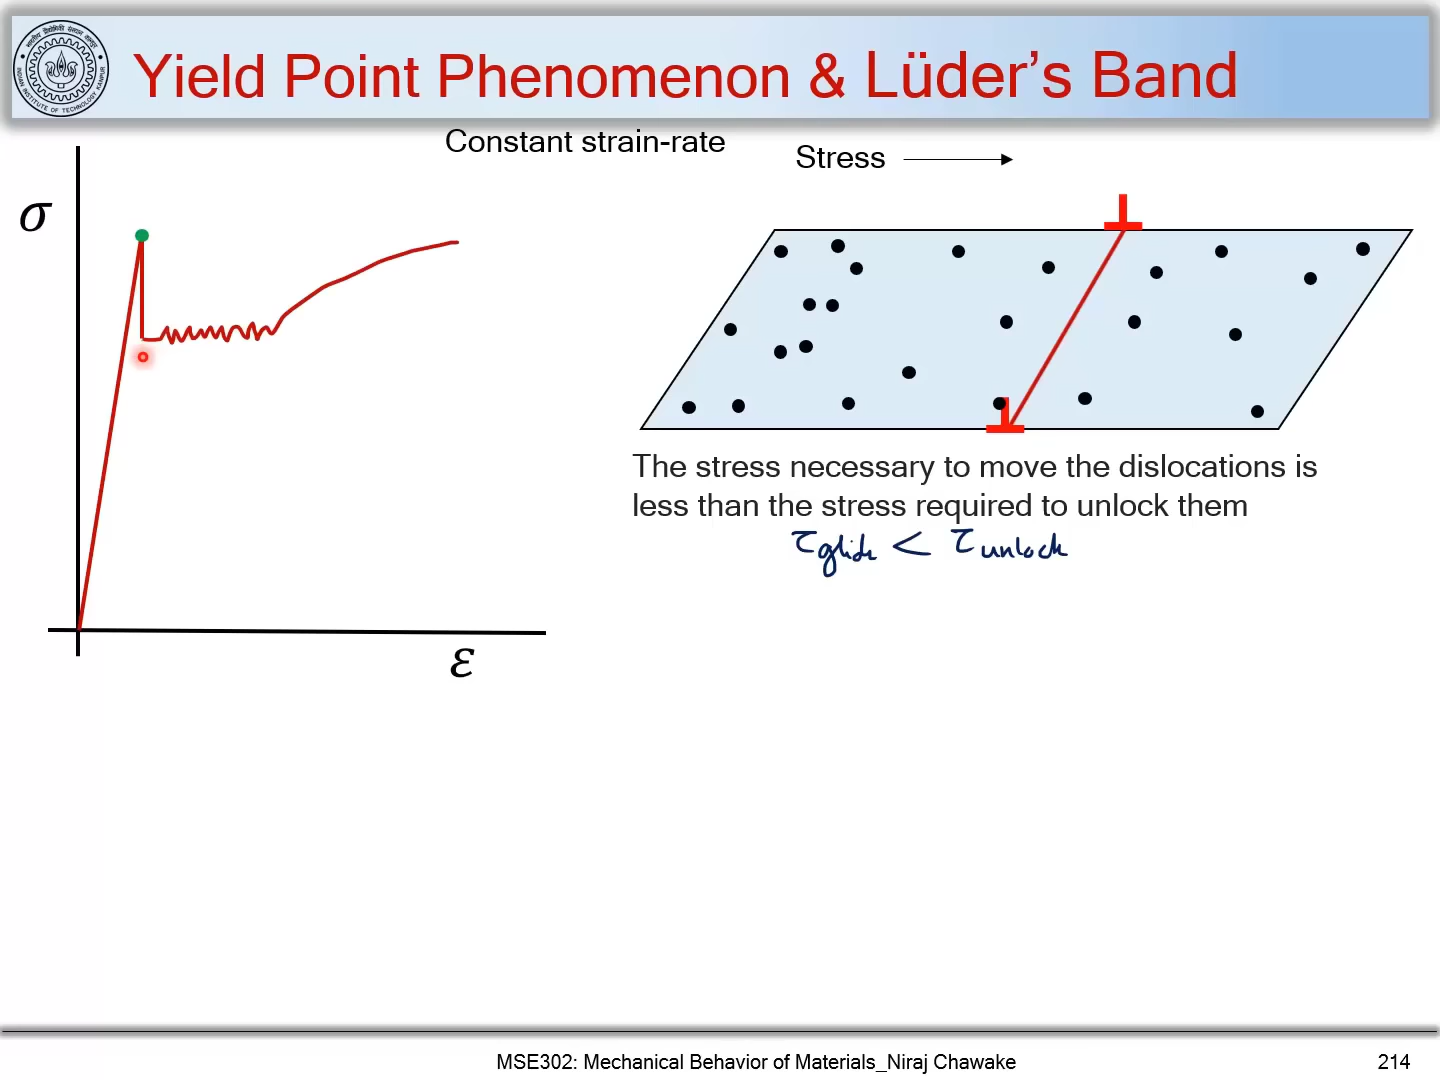 Yield Point Phenomenon & Lüder's Band
Constant strain-rate
Stress
σ
The stress necessary to move the dislocations is
less than the stress required to unlock them
τglide < τunlock
ε
MSE302: Mechanical Behavior of Materials_Niraj Chawake
214